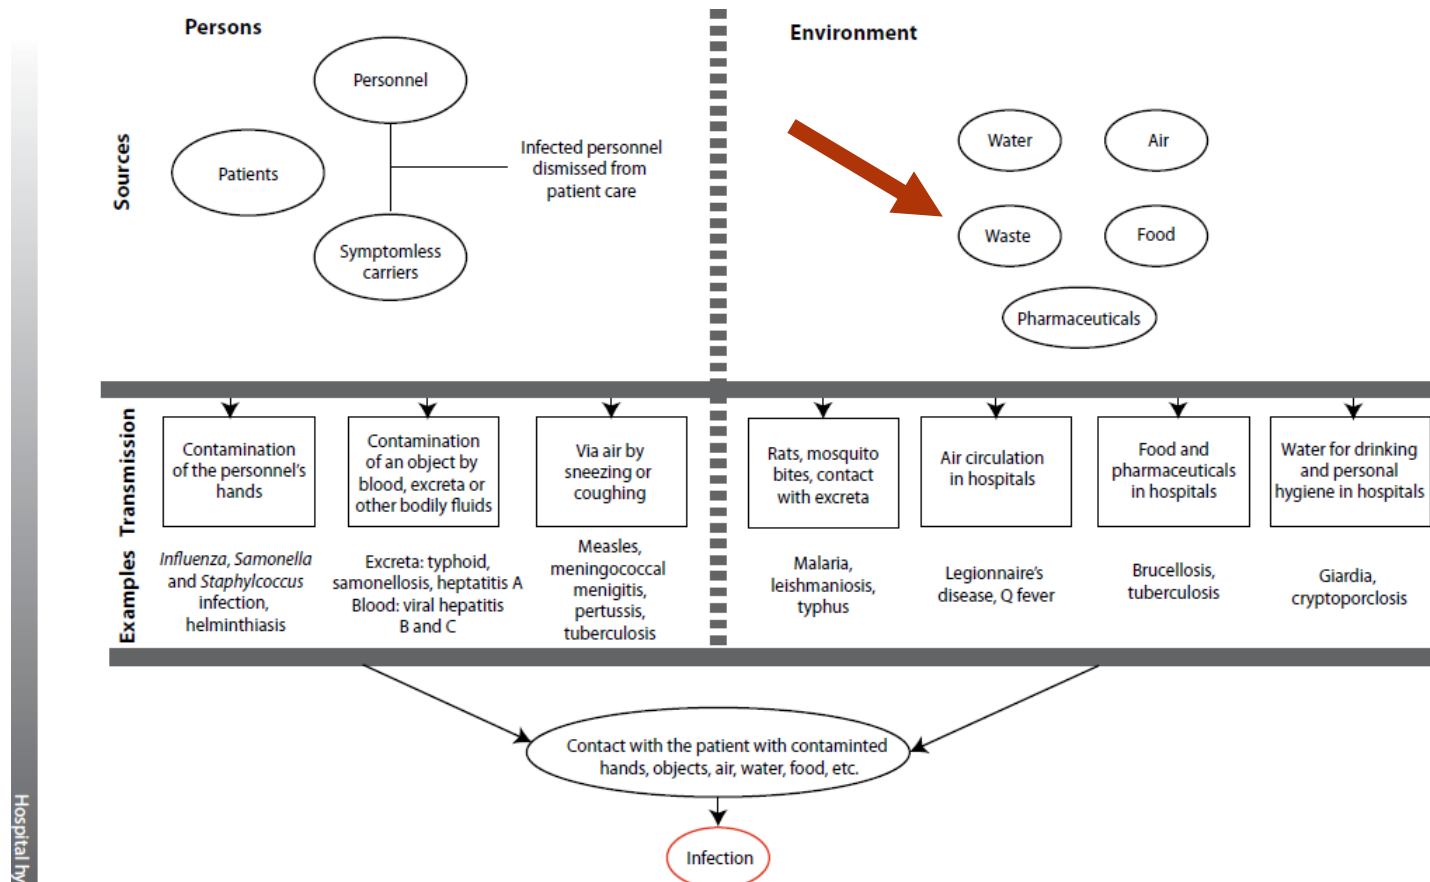 Persons
Environment
Sources
Personnel
Patients
Symptomless
carriers
Infected personnel
dismissed from
patient care
Water
Air
Waste
Food
Pharmaceuticals
Transmission
Contamination
of the personnel's
hands
Contamination
of an object by
blood, excreta or
other bodily fluids
Via air by
sneezing or
coughing
Rats, mosquito
bites, contact
with excreta
Air circulation
in hospitals
Food and
pharmaceuticals
in hospitals
Water for drinking
and personal
hygiene in hospitals
Examples
Influenza, Samonella
and Staphylcoccus
infection,
helminthiasis
Excreta: typhoid,
samonellosis, heptatitis A
Blood: viral hepatitis
B and C
Measles,
meningococcal
menigitis,
pertussis,
tuberculosis
Malaria,
leishmaniosis,
typhus
Legionnaire's
disease, Q fever
Brucellosis,
tuberculosis
Giardia,
cryptoporclosis
Contact with the patient with contaminted
hands, objects, air, water, food, etc.
Infection
Hospital hy